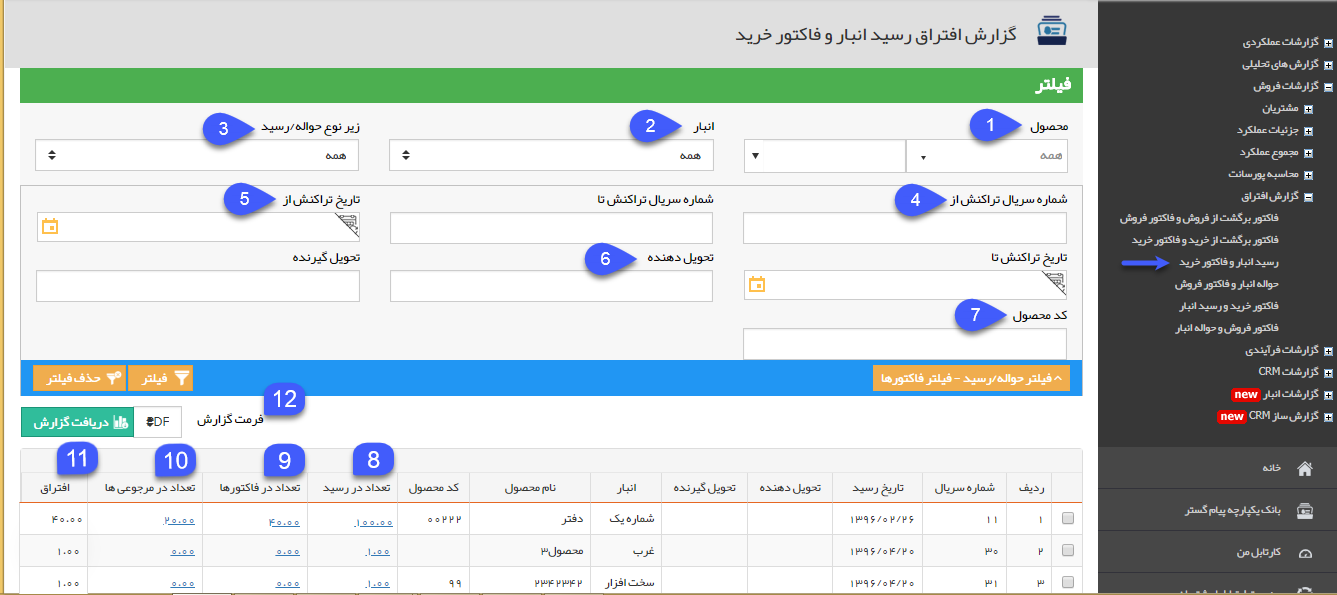 گزارش افتراق رسید انبار و فاکتور خرید
فیلتر
محصول 1
انبار 2
زیر نوع حواله/رسید 3
همه
همه
همه
شماره سریال تراکنش از 4
شماره سریال تراکنش تا
تاریخ تراکنش از 5
تاریخ تراکنش تا
تحویل دهنده 6
تحویل گیرنده
کد محصول 7
فیلتر حواله/رسید - فیلتر فاکتورها
فیلتر
حذف فیلتر
12
فرمت گزارش
PDF
دریافت گزارش
8
9
10
11
ردیف شماره سریال تاریخ رسید تحویل دهنده تحویل گیرنده انبار نام محصول کد محصول تعداد در رسید تعداد در فاکتورها تعداد در مرجوعی ها افتراق
۱ ۱۱ ۱۳۹۶/۰۲/۲۶ شماره یک دفتر ۰۰۲۲۲ ۱۰۰.۰۰ ۴۰.۰۰ ۲۰.۰۰ ۴۰.۰۰
۲ ۳۰ ۱۳۹۶/۰۴/۲۰ غرب محصول۳ ۱.۰۰ ۰.۰۰ ۰.۰۰ ۱.۰۰
۳ ۳۱ ۱۳۹۶/۰۴/۲۰ سخت افزار ۲۳۴۲۳۴۲ ۹۹ ۱.۰۰ ۰.۰۰ ۰.۰۰ ۱.۰۰
گزارشات عملکردی
گزارش های تحلیلی
گزارشات فروش
مشتریان
جزئیات عملکرد
مجموع عملکرد
محاسبه پورسانت
گزارش افتراق
فاکتور برگشت از فروش و فاکتور فروش
فاکتور برگشت از خرید و فاکتور خرید
رسید انبار و فاکتور خرید
حواله انبار و فاکتور فروش
فاکتور خرید و رسید انبار
فاکتور فروش و حواله انبار
گزارشات فرآیندی
گزارشات CRM
گزارشات انبار new
گزارش ساز CRM new
خانه
بانک یکپارچه پیام گستر
کارتابل من